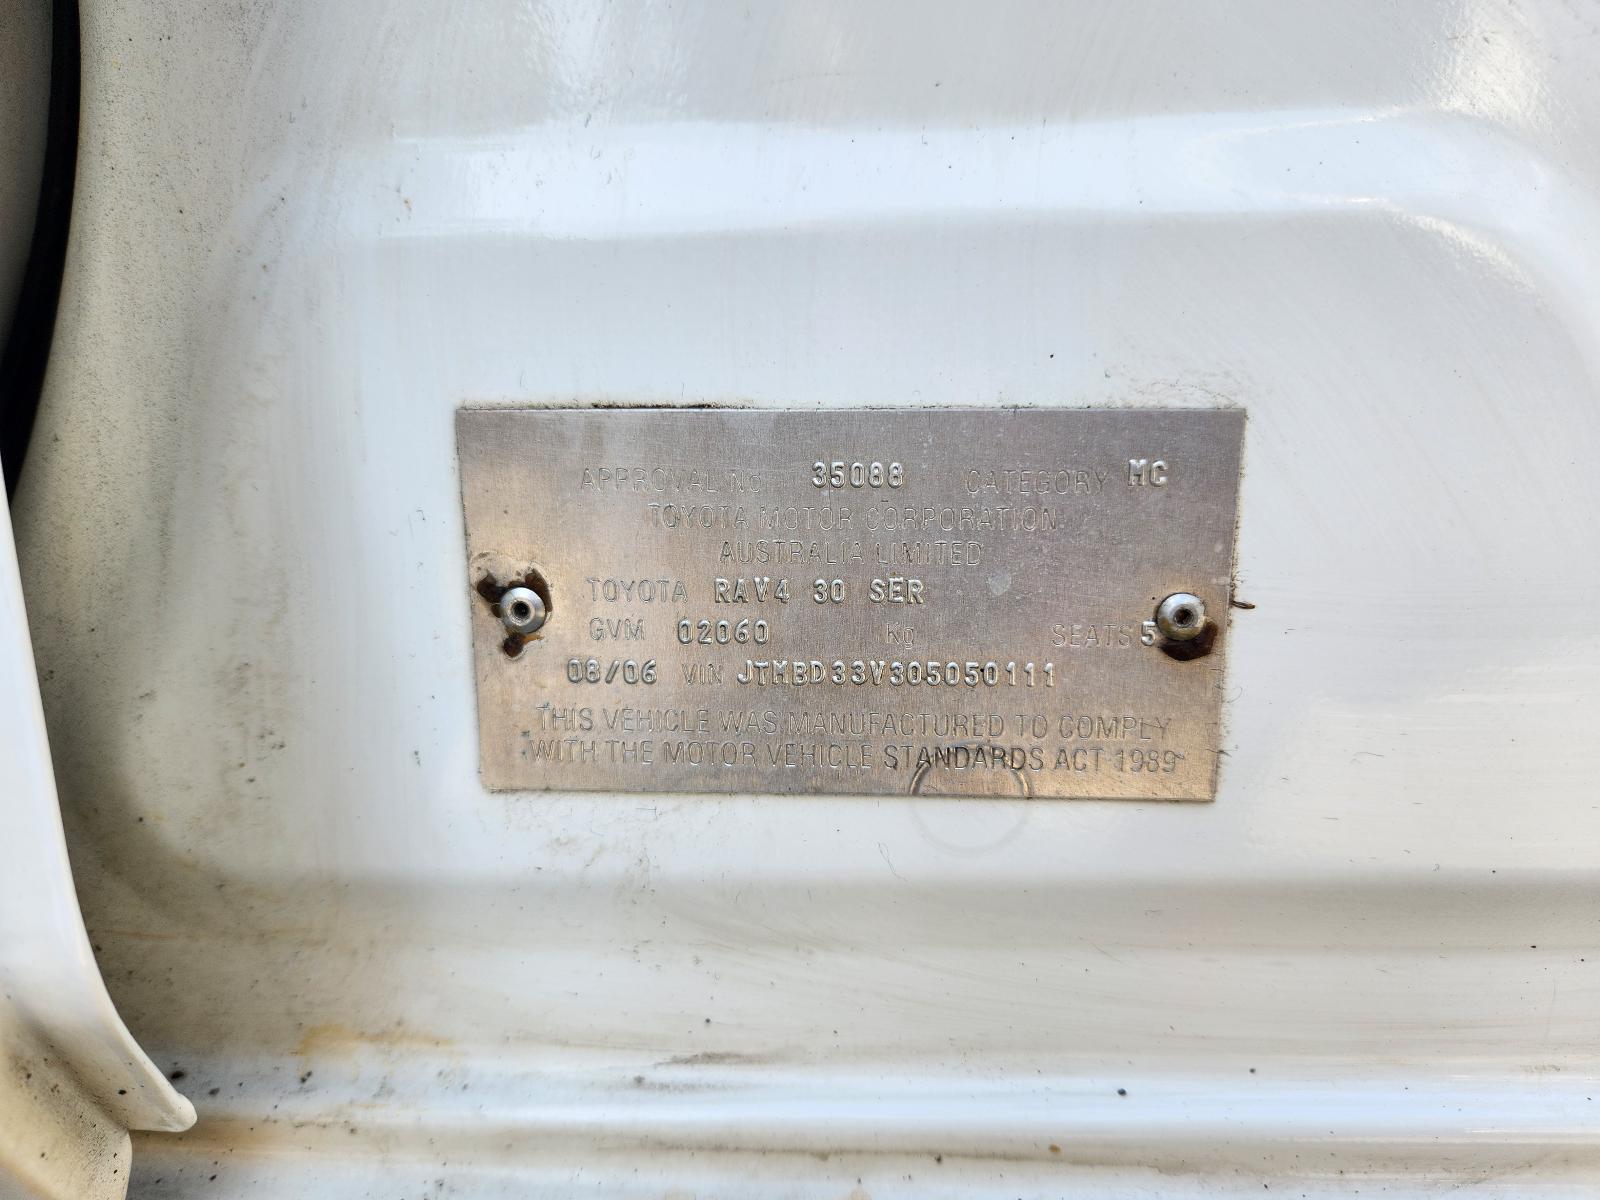 APPROVAL No 35088 CATEGORY MC
TOYOTA MOTOR CORPORATION
AUSTRALIA LIMITED
TOYOTA RAV4 30 SER
GVM 02060 Kg SEATS 5
08/06 VIN JTMBD33V305050111
THIS VEHICLE WAS MANUFACTURED TO COMPLY
WITH THE MOTOR VEHICLE STANDARDS ACT 1989